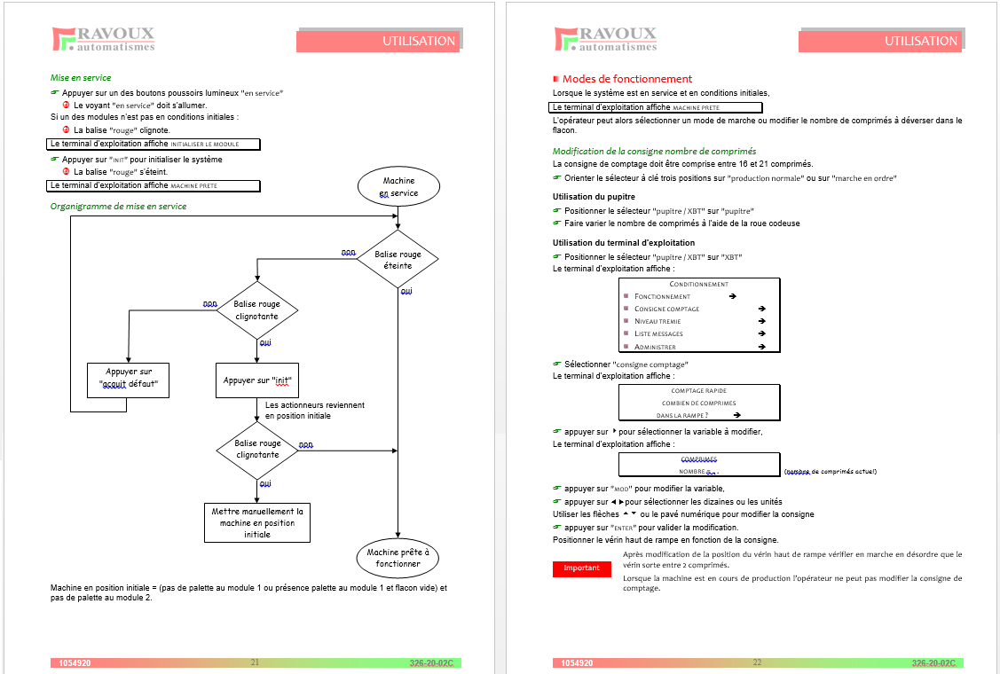 RAVOUX
automatismes
UTILISATION
Mise en service
Appuyer sur un des boutons poussoirs lumineux "en service"
Le voyant "en service" doit s'allumer.
Si un des modules n'est pas en conditions initiales :
La balise "rouge" clignote.
Le terminal d'exploitation affiche INITIALISER LE MODULE
Appuyer sur "INIT" pour initialiser le système
La balise "rouge" s'éteint.
Le terminal d'exploitation affiche MACHINE PRETE
Organigramme de mise en service
Machine
en service
non
Balise rouge
éteinte
oui
non
Balise rouge
clignotante
oui
Appuyer sur
"acquit défaut"
Appuyer sur "init"
Les actionneurs reviennent
en position initiale
Balise rouge
clignotante
non
oui
Mettre manuellement la
machine en position
initiale
Machine prête à
fonctionner
Machine en position initiale = (pas de palette au module 1 ou présence palette au module 1 et flacon vide) et
pas de palette au module 2.
1054920
21
326-20-02C
RAVOUX
automatismes
UTILISATION
Modes de fonctionnement
Lorsque le système est en service et en conditions initiales,
Le terminal d'exploitation affiche MACHINE PRETE
L'opérateur peut alors sélectionner un mode de marche ou modifier le nombre de comprimés à déverser dans le
flacon.
Modification de la consigne nombre de comprimés
La consigne de comptage doit être comprise entre 16 et 21 comprimés.
Orienter le sélecteur à clé trois positions sur "production normale" ou sur "marche en ordre"
Utilisation du pupitre
Positionner le sélecteur "pupitre / XBT" sur "pupitre"
Faire varier le nombre de comprimés à l'aide de la roue codeuse
Utilisation du terminal d'exploitation
Positionner le sélecteur "pupitre / XBT" sur "XBT"
Le terminal d'exploitation affiche :
CONDITIONNEMENT
FONCTIONNEMENT ➔
CONSIGNE COMPTAGE ➔
NIVEAU TREMIE ➔
LISTE MESSAGES ➔
ADMINISTRER ➔
Sélectionner "consigne comptage"
Le terminal d'exploitation affiche :
COMPTAGE RAPIDE
COMBIEN DE COMPRIMES
DANS LA RAMPE ? ➔
appuyer sur pour sélectionner la variable à modifier,
Le terminal d'exploitation affiche :
COMPRIMES
NOMBRE = . .
(nombre de comprimés actuel)
appuyer sur "MOD" pour modifier la variable,
appuyer sur ◄ ► pour sélectionner les dizaines ou les unités
Utiliser les flèches ▲ ▼ ou le pavé numérique pour modifier la consigne
appuyer sur "ENTER" pour valider la modification.
Positionner le vérin haut de rampe en fonction de la consigne.
Important
Après modification de la position du vérin haut de rampe vérifier en marche en désordre que le
vérin sorte entre 2 comprimés.
Lorsque la machine est en cours de production l'opérateur ne peut pas modifier la consigne de
comptage.
1054920
22
326-20-02C